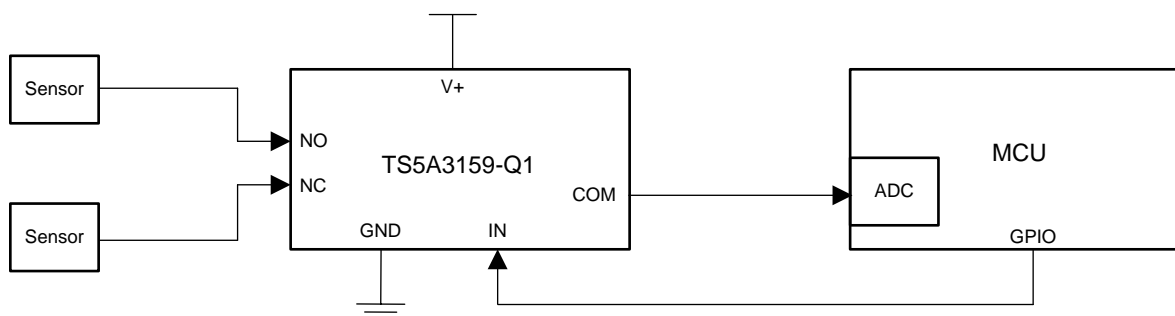 Sensor
V+
NO
TS5A3159-Q1
MCU
NC
COM
ADC
Sensor
GND
IN
GPIO